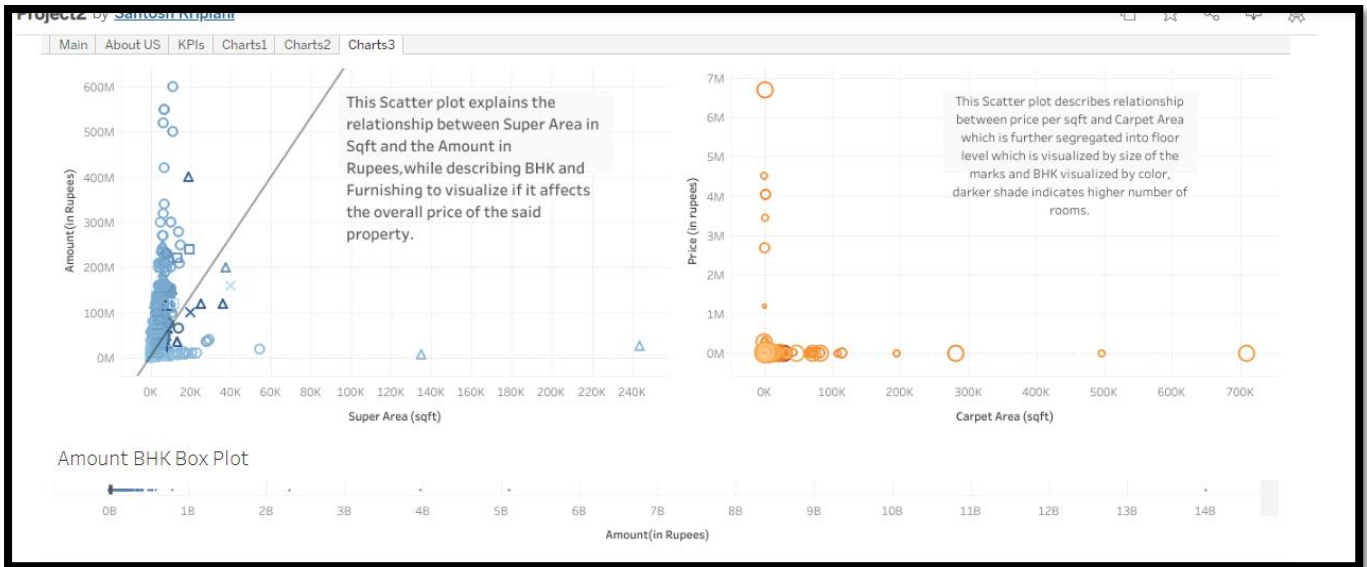 Project2 by Santosh Kriplani
Main About US KPIs Charts1 Charts2 Charts3
600M
500M
400M
300M
200M
100M
0M
Amount(in Rupees)
This Scatter plot explains the
relationship between Super Area in
Sqft and the Amount in
Rupees,while describing BHK and
Furnishing to visualize if it affects
the overall price of the said
property.
0K 20K 40K 60K 80K 100K 120K 140K 160K 180K 200K 220K 240K
Super Area (sqft)
7M
6M
5M
4M
3M
2M
1M
0M
Price (in rupees)
This Scatter plot describes relationship
between price per sqft and Carpet Area
which is further segregated into floor
level which is visualized by size of the
marks and BHK visualized by color,
darker shade indicates higher number of
rooms.
0K 100K 200K 300K 400K 500K 600K 700K
Carpet Area (sqft)
Amount BHK Box Plot
0B 1B 2B 3B 4B 5B 6B 7B 8B 9B 10B 11B 12B 13B 14B
Amount(in Rupees)